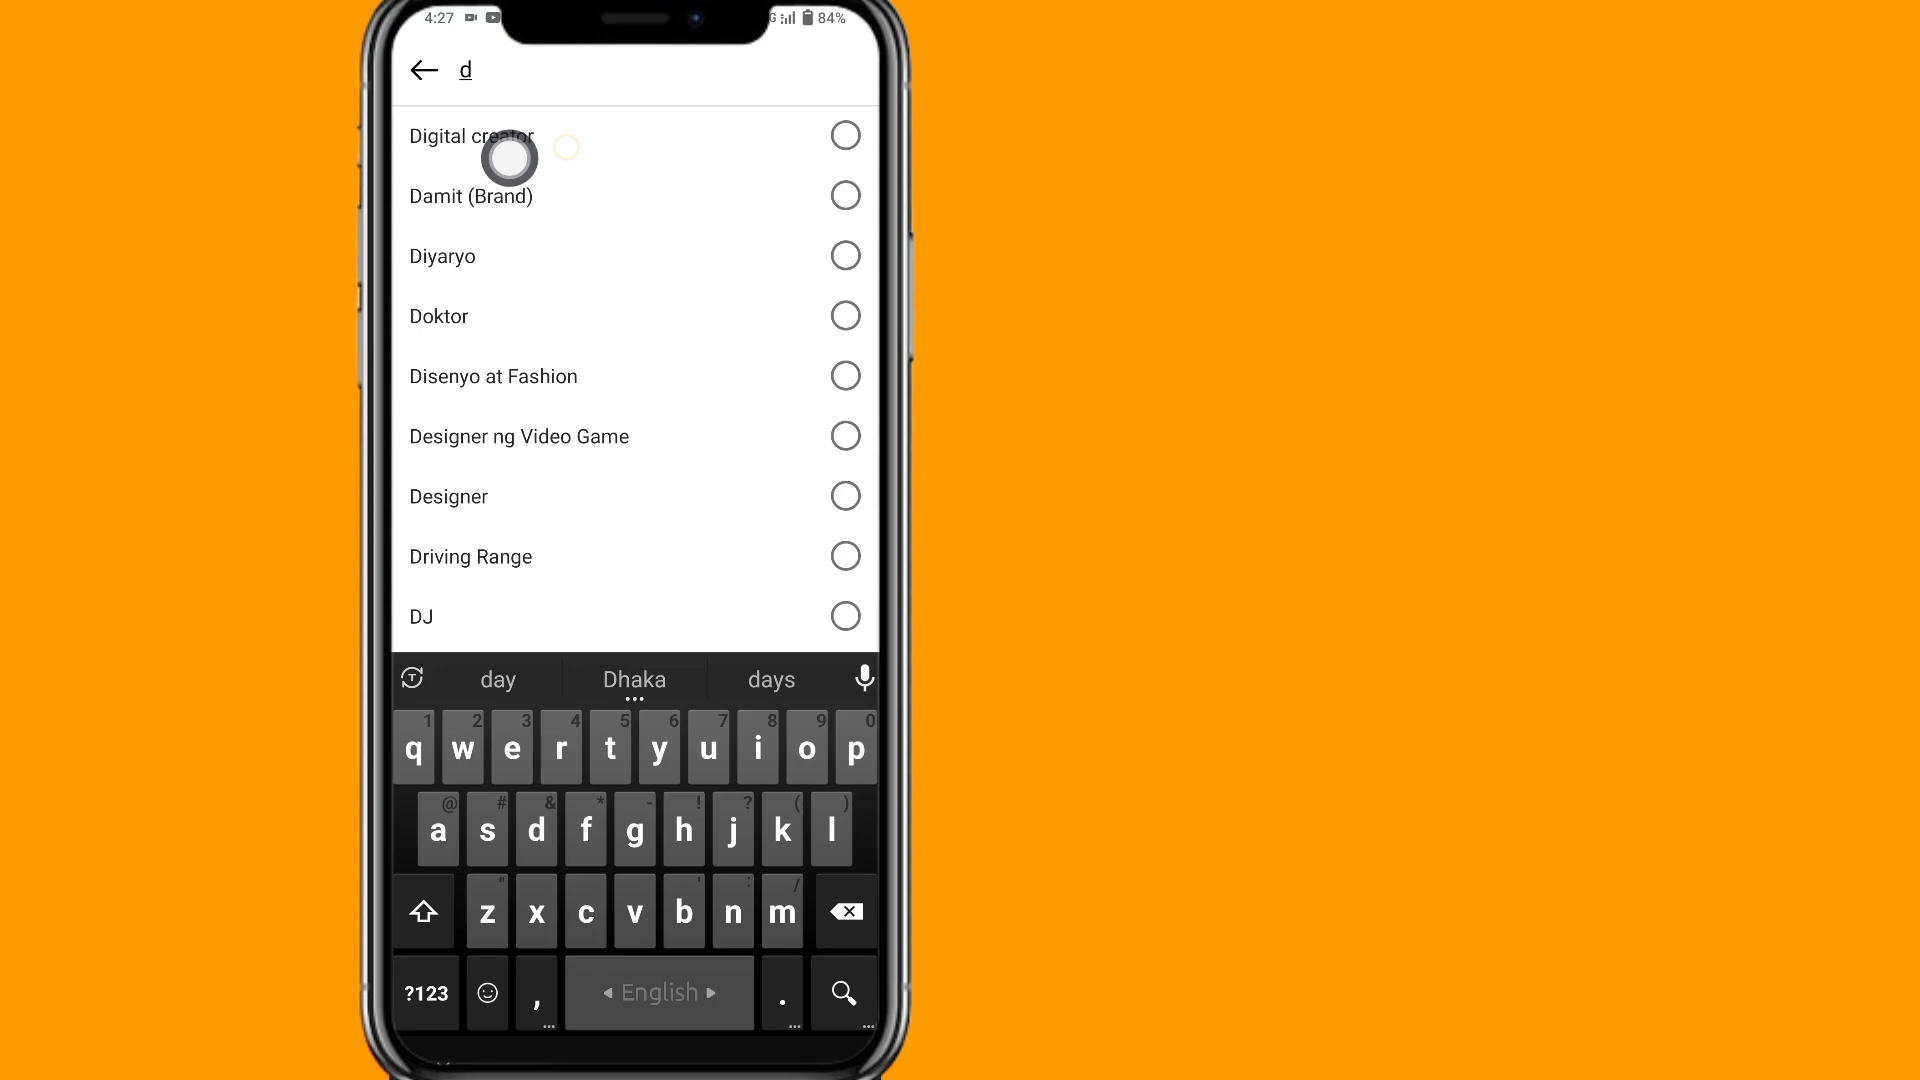 4:27 G 84%
d
Digital creator
Damit (Brand)
Diyaryo
Doktor
Disenyo at Fashion
Designer ng Video Game
Designer
Driving Range
DJ
T day Dhaka days
1 2 3 4 5 6 7 8 9 0
q w e r t y u i o p
@ # & * - ! ? ( )
a s d f g h j k l
" ' : /
z x c v b n m
?123 , English .